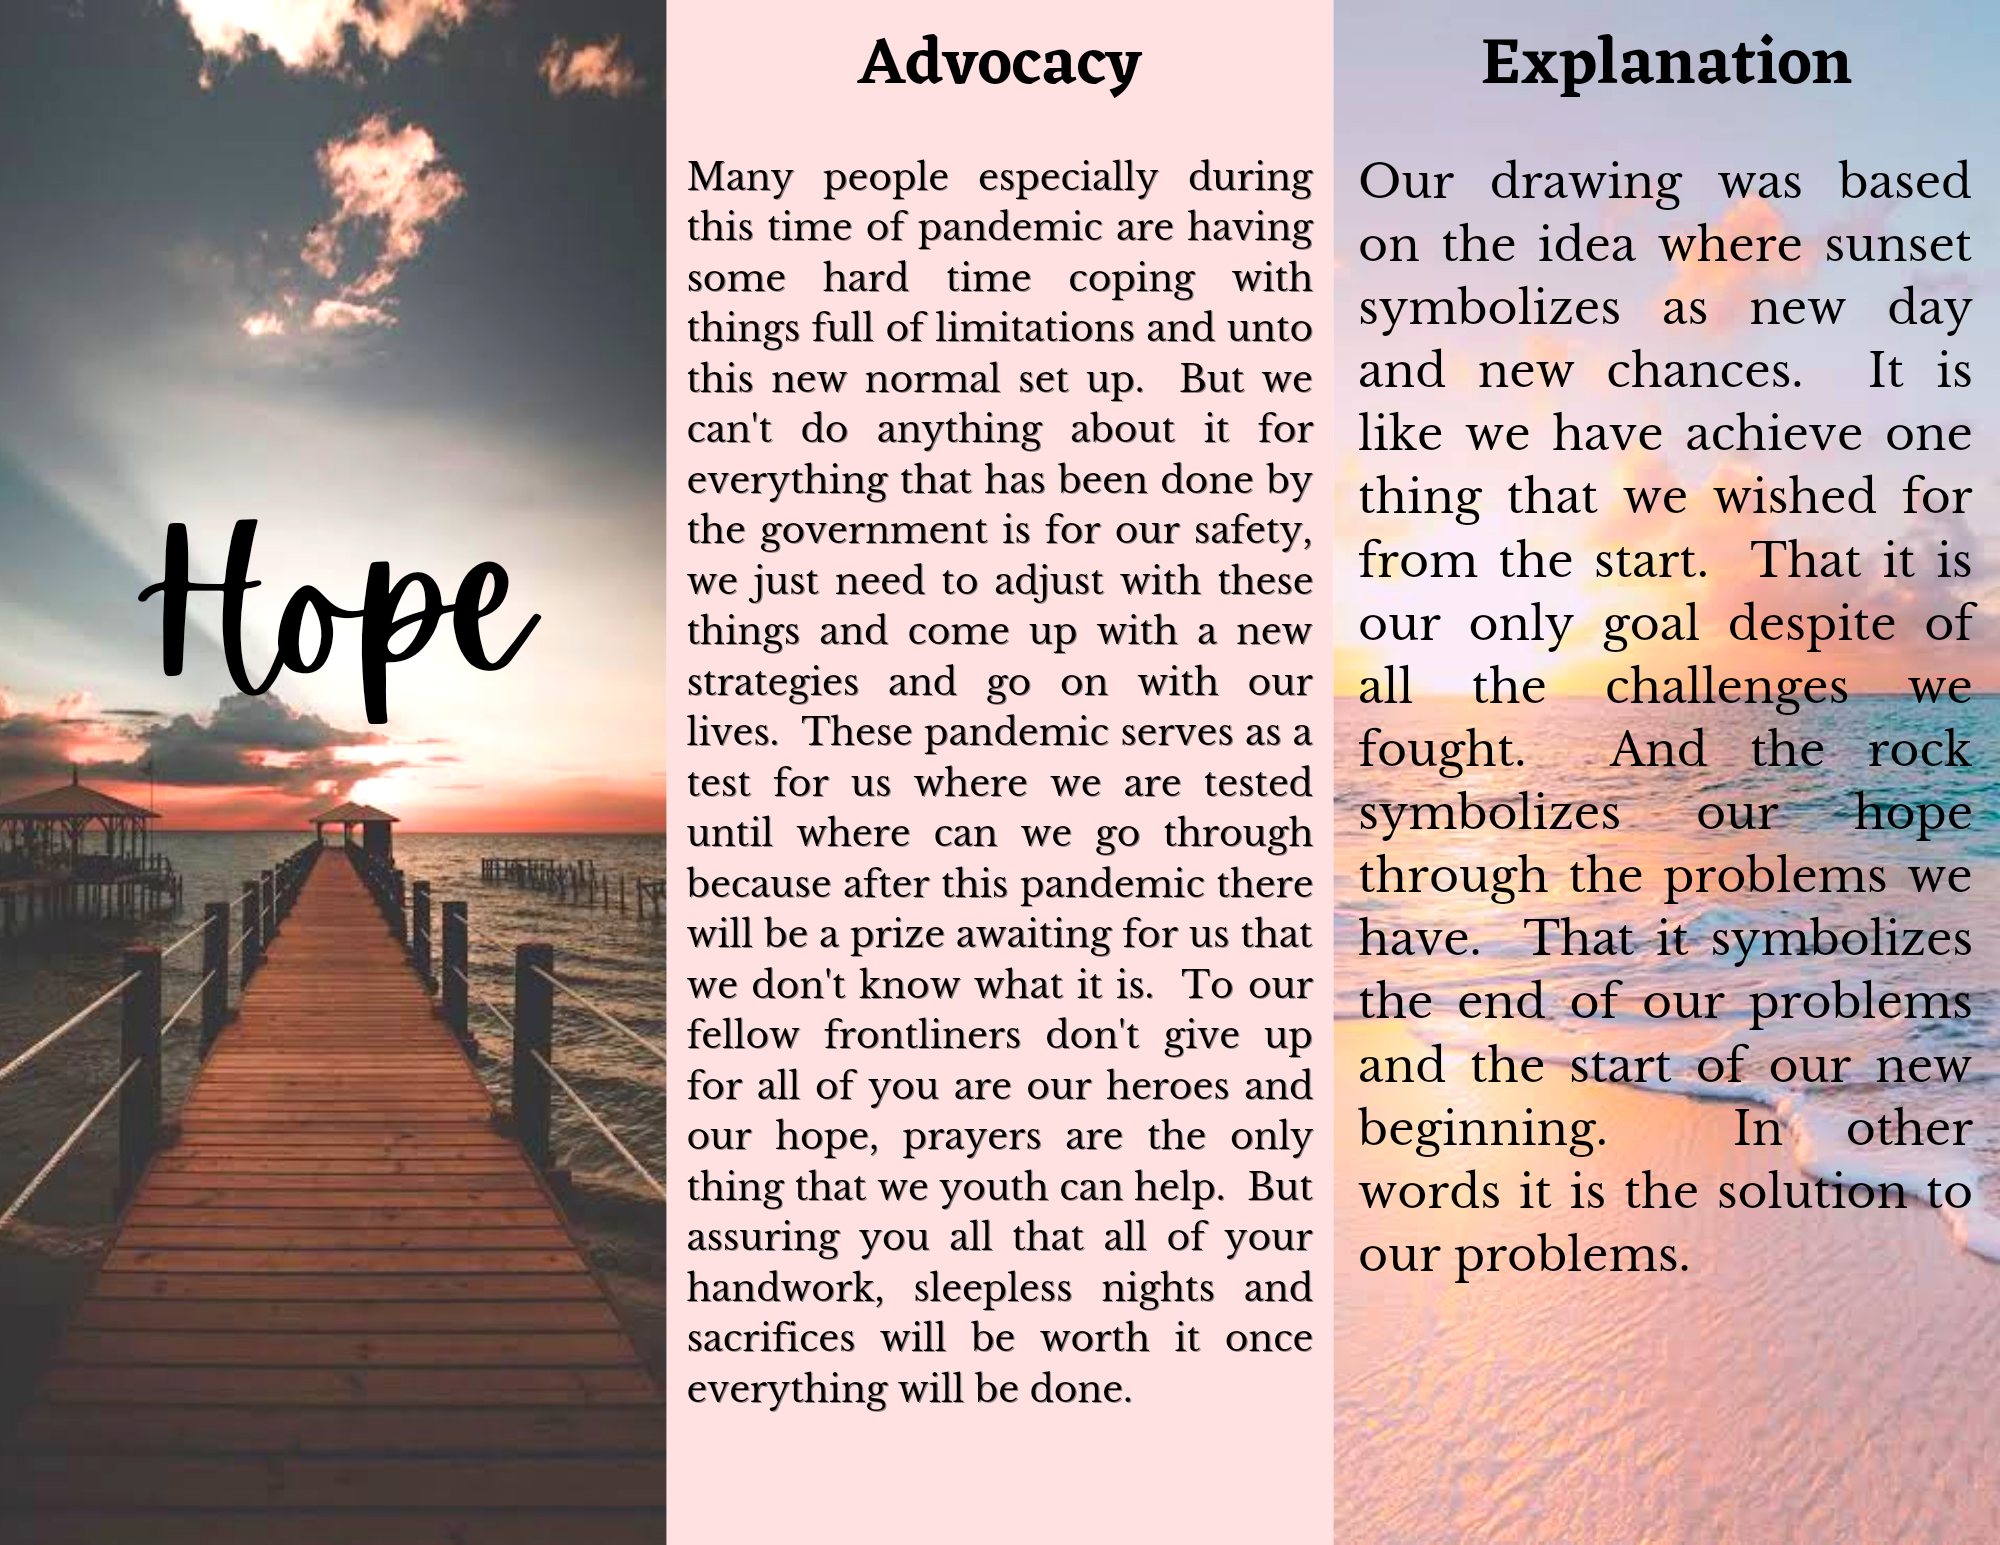 Hope
Advocacy
Many people especially during
this time of pandemic are having
some hard time coping with
things full of limitations and unto
this new normal set up. But we
can't do anything about it for
everything that has been done by
the government is for our safety,
we just need to adjust with these
things and come up with a new
strategies and go on with our
lives. These pandemic serves as a
test for us where we are tested
until where can we go through
because after this pandemic there
will be a prize awaiting for us that
we don't know what it is. To our
fellow frontliners don't give up
for all of you are our heroes and
our hope, prayers are the only
thing that we youth can help. But
assuring you all that all of your
handwork, sleepless nights and
sacrifices will be worth it once
everything will be done.
Explanation
Our drawing was based
on the idea where sunset
symbolizes as new day
and new chances. It is
like we have achieve one
thing that we wished for
from the start. That it is
our only goal despite of
all the challenges we
fought. And the rock
symbolizes our hope
through the problems we
have. That it symbolizes
the end of our problems
and the start of our new
beginning. In other
words it is the solution to
our problems.